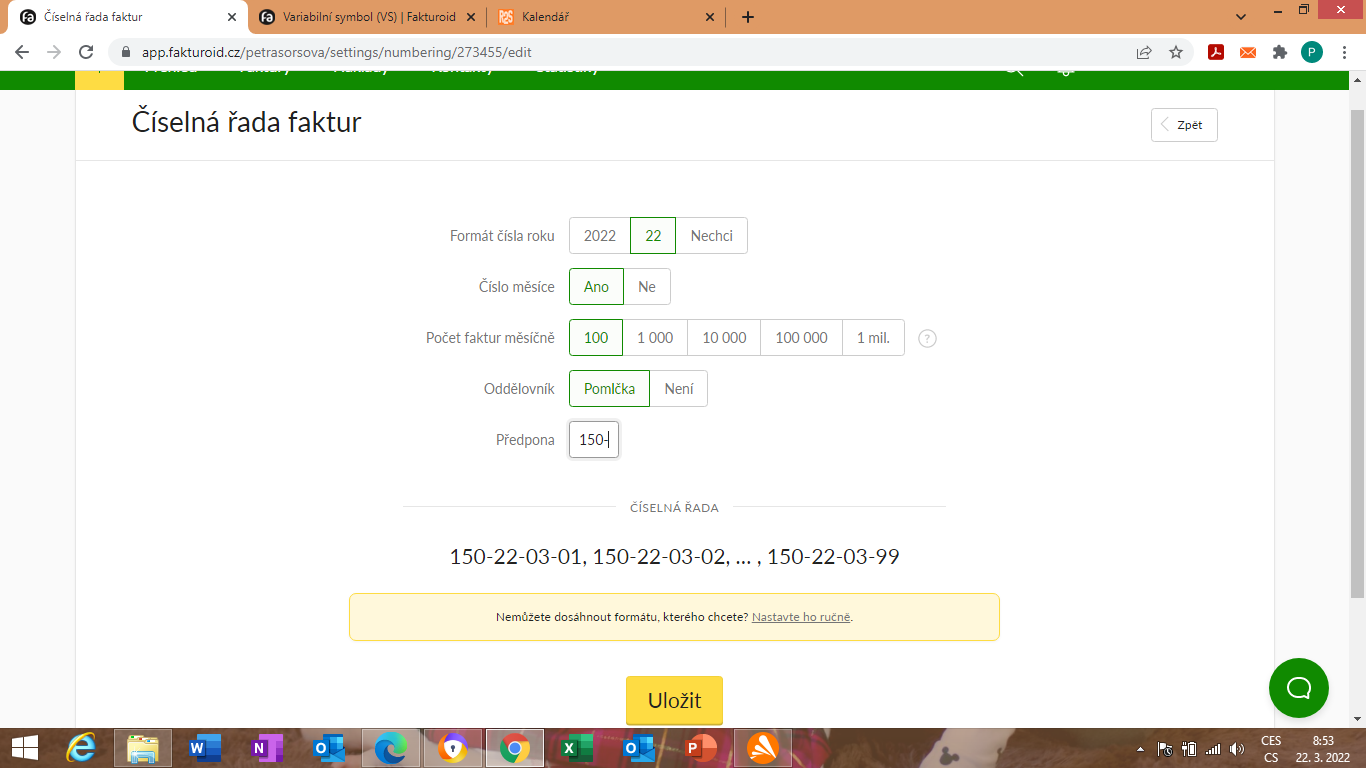 Číselná řada faktur
Variabilní symbol (VS) | Fakturoid
Kalendář
app.fakturoid.cz/petrasorsova/settings/numbering/273455/edit
P
Číselná řada faktur
Zpět
Formát čísla roku
2022 22 Nechci
Číslo měsíce
Ano Ne
Počet faktur měsíčně
100 1 000 10 000 100 000 1 mil. ?
Oddělovník
Pomlčka Není
Předpona
150-
ČÍSELNÁ ŘADA
150-22-03-01, 150-22-03-02, ... , 150-22-03-99
Nemůžete dosáhnout formátu, kterého chcete? Nastavte ho ručně.
Uložit
CES
CS
8:53
22. 3. 2022